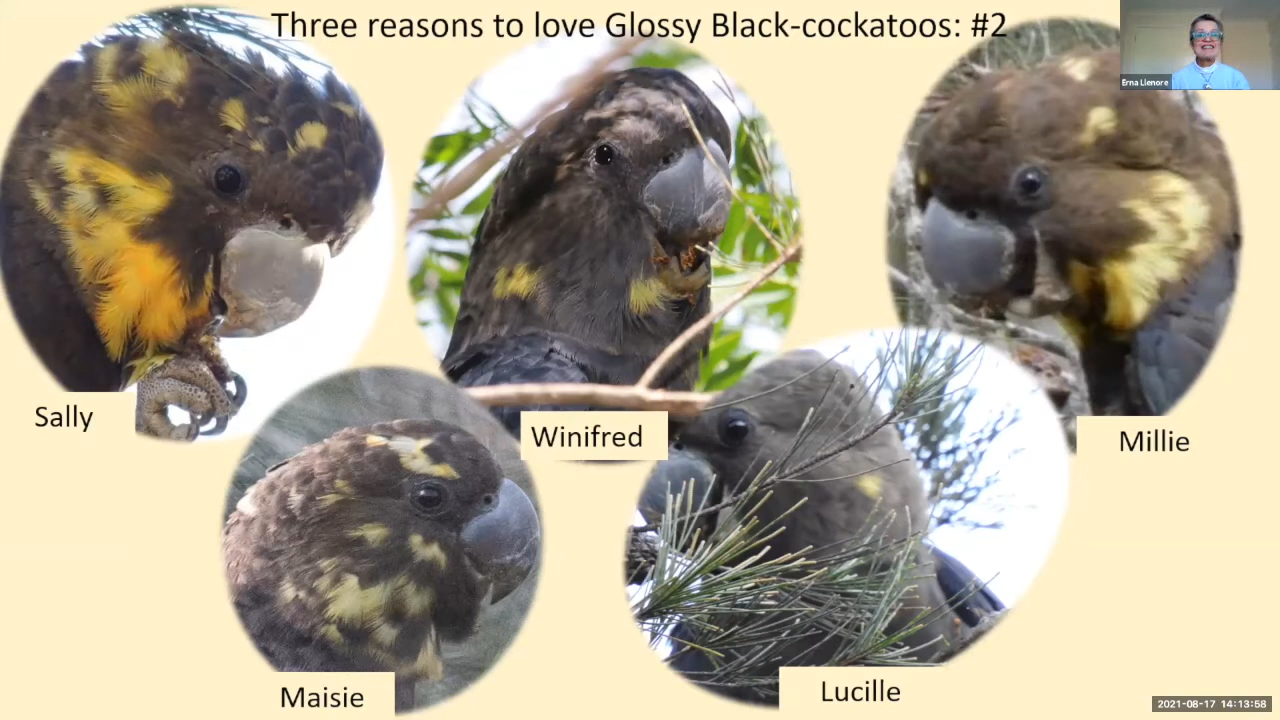 Three reasons to love Glossy Black-cockatoos: #2
Erna Llenore
Sally
Winifred
Millie
Maisie
Lucille
2021-08-17 14:13:58